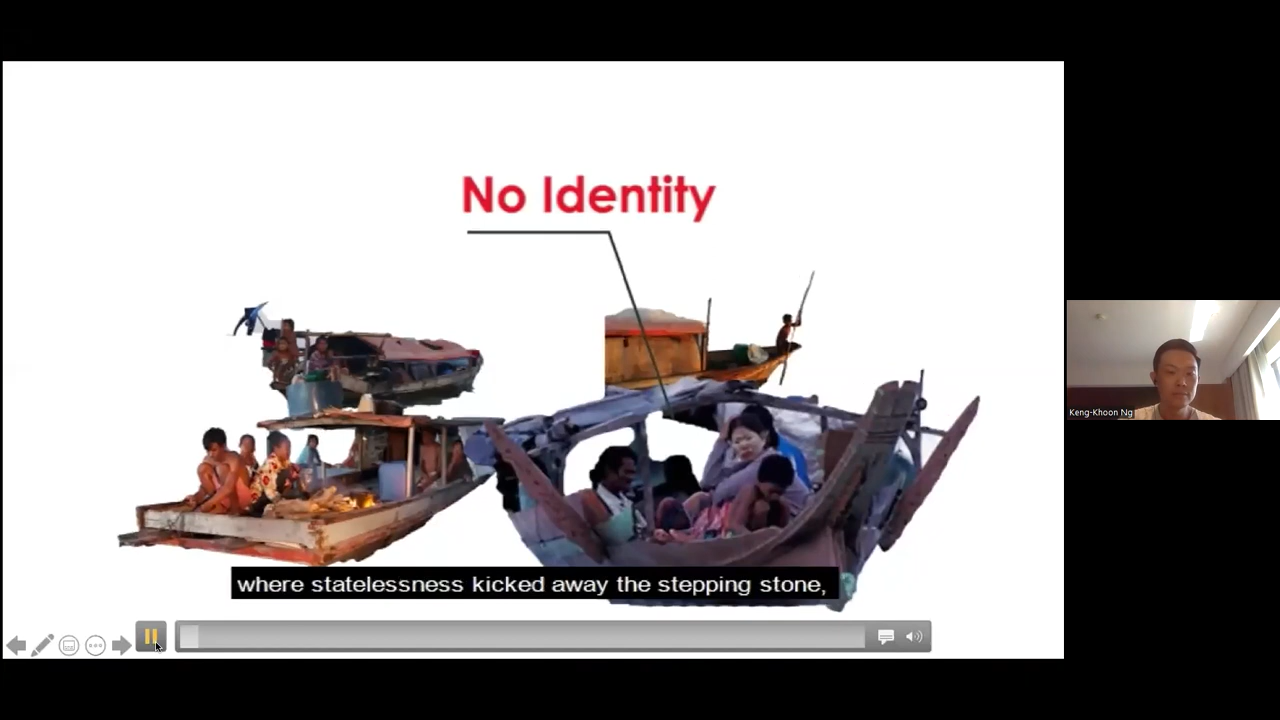 No Identity
where statelessness kicked away the stepping stone,
Keng-Khoon Ng